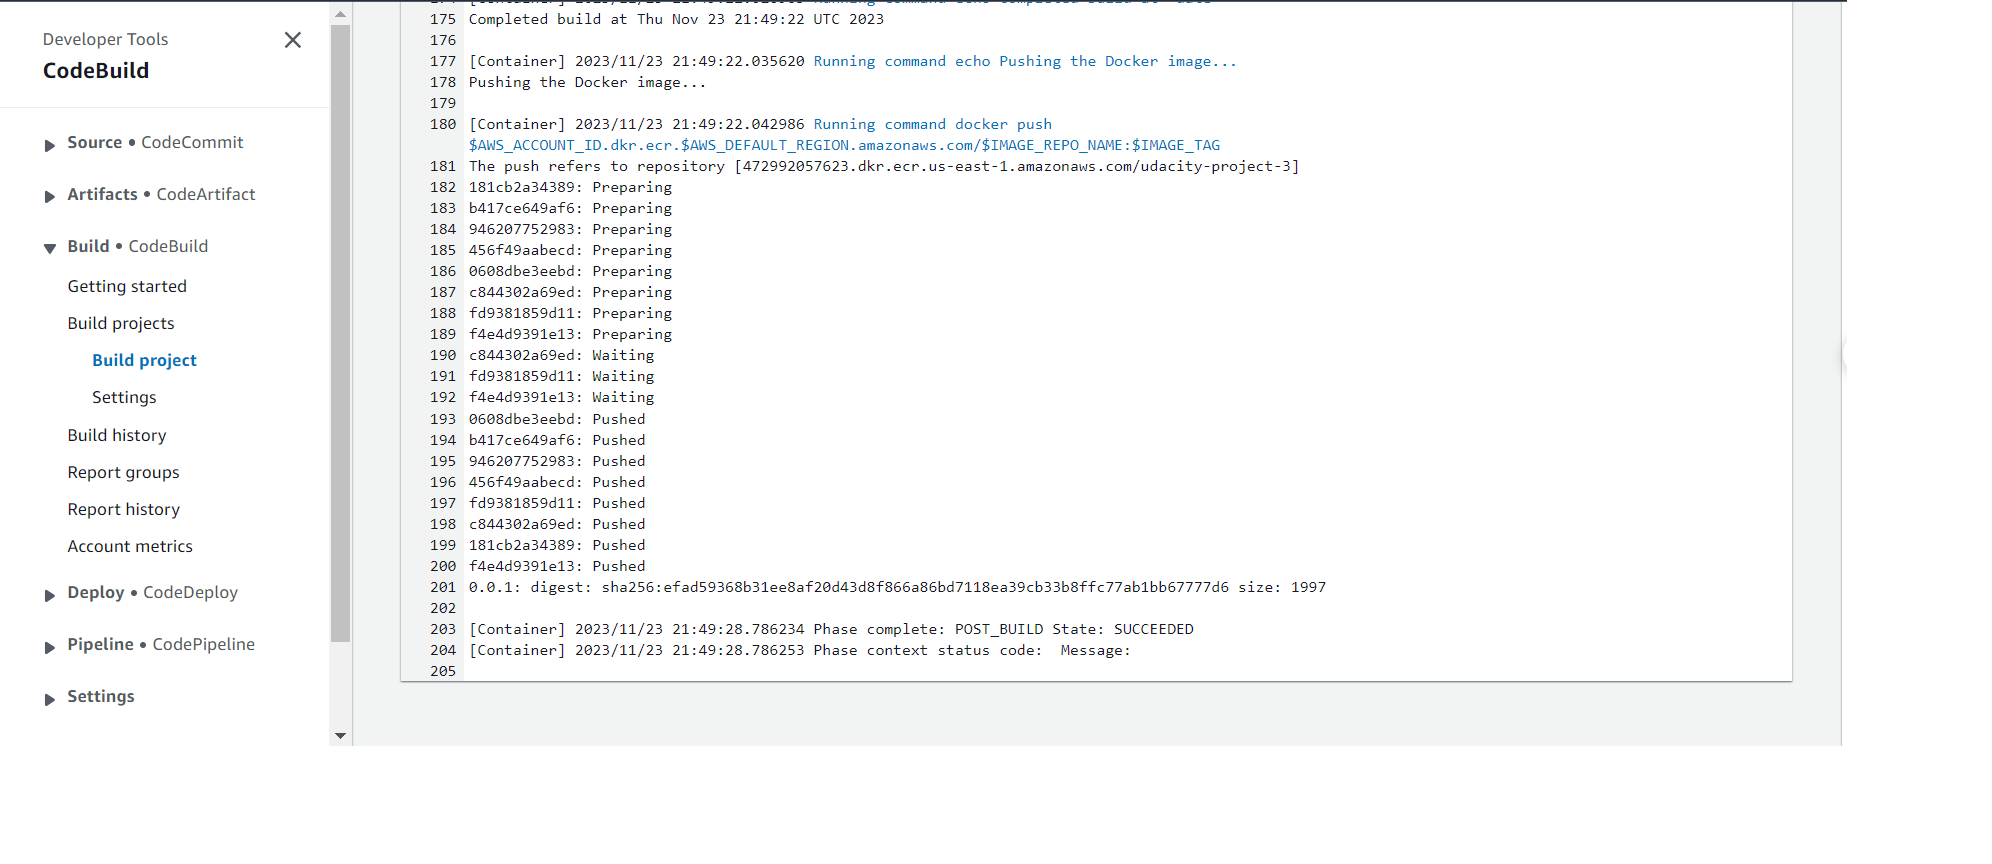 Developer Tools
CodeBuild
Source • CodeCommit
Artifacts • CodeArtifact
Build • CodeBuild
Getting started
Build projects
Build project
Settings
Build history
Report groups
Report history
Account metrics
Deploy • CodeDeploy
Pipeline • CodePipeline
Settings
175 Completed build at Thu Nov 23 21:49:22 UTC 2023
176
177 [Container] 2023/11/23 21:49:22.035620 Running command echo Pushing the Docker image...
178 Pushing the Docker image...
179
180 [Container] 2023/11/23 21:49:22.042986 Running command docker push
$AWS_ACCOUNT_ID.dkr.ecr.$AWS_DEFAULT_REGION.amazonaws.com/$IMAGE_REPO_NAME:$IMAGE_TAG
181 The push refers to repository [472992057623.dkr.ecr.us-east-1.amazonaws.com/udacity-project-3]
182 181cb2a34389: Preparing
183 b417ce649af6: Preparing
184 946207752983: Preparing
185 456f49aabecd: Preparing
186 0608dbe3eebd: Preparing
187 c844302a69ed: Preparing
188 fd9381859d11: Preparing
189 f4e4d9391e13: Preparing
190 c844302a69ed: Waiting
191 fd9381859d11: Waiting
192 f4e4d9391e13: Waiting
193 0608dbe3eebd: Pushed
194 b417ce649af6: Pushed
195 946207752983: Pushed
196 456f49aabecd: Pushed
197 fd9381859d11: Pushed
198 c844302a69ed: Pushed
199 181cb2a34389: Pushed
200 f4e4d9391e13: Pushed
201 0.0.1: digest: sha256:efad59368b31ee8af20d43d8f866a86bd7118ea39cb33b8ffc77ab1bb67777d6 size: 1997
202
203 [Container] 2023/11/23 21:49:28.786234 Phase complete: POST_BUILD State: SUCCEEDED
204 [Container] 2023/11/23 21:49:28.786253 Phase context status code:  Message:
205